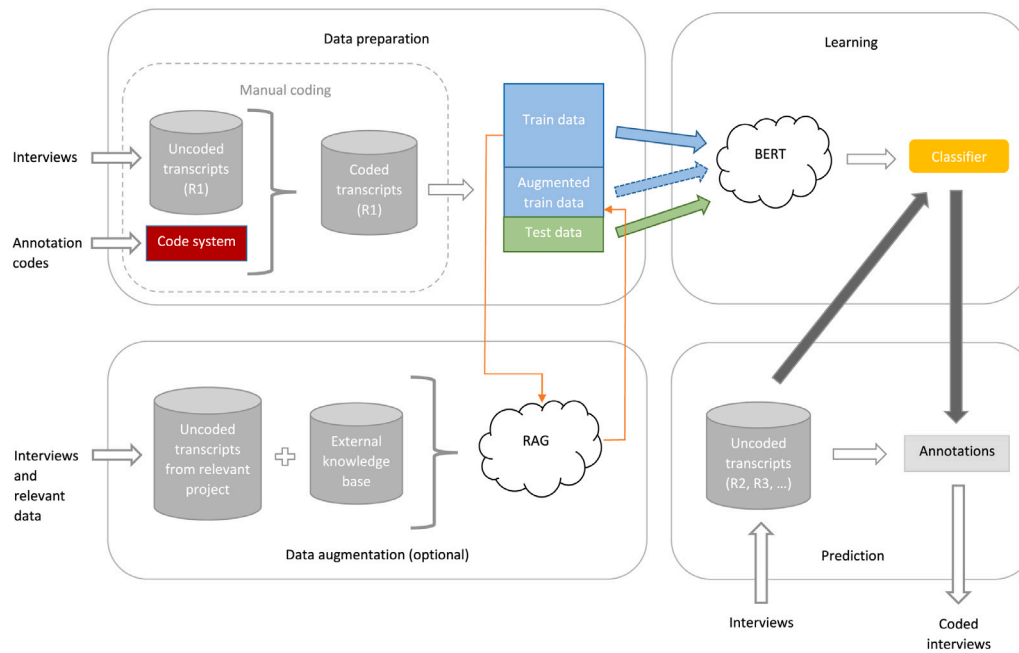 Data preparation
Learning
Manual coding
Interviews
Uncoded
transcripts
(R1)
Annotation
codes
Code system
Coded
transcripts
(R1)
Train data
Augmented
train data
Test data
BERT
Classifier
Interviews
and
relevant
data
Uncoded
transcripts
from relevant
project
External
knowledge
base
RAG
Data augmentation (optional)
Uncoded
transcripts
(R2, R3, ...)
Annotations
Prediction
Interviews
Coded
interviews